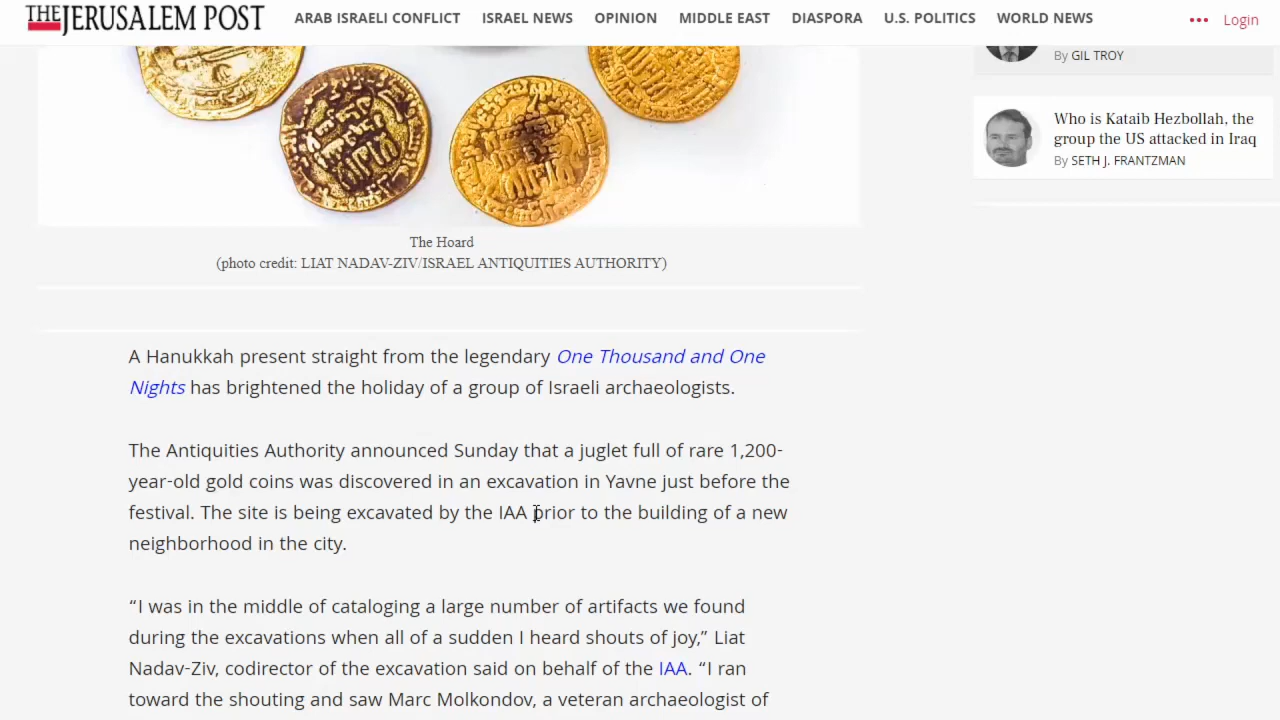 THE JERUSALEM POST
ARAB ISRAELI CONFLICT ISRAEL NEWS OPINION MIDDLE EAST DIASPORA U.S. POLITICS WORLD NEWS
••• Login
By GIL TROY
Who is Kataib Hezbollah, the
group the US attacked in Iraq
By SETH J. FRANTZMAN
The Hoard
(photo credit: LIAT NADAV-ZIV/ISRAEL ANTIQUITIES AUTHORITY)
A Hanukkah present straight from the legendary One Thousand and One
Nights has brightened the holiday of a group of Israeli archaeologists.
The Antiquities Authority announced Sunday that a juglet full of rare 1,200-
year-old gold coins was discovered in an excavation in Yavne just before the
festival. The site is being excavated by the IAA prior to the building of a new
neighborhood in the city.
“I was in the middle of cataloging a large number of artifacts we found
during the excavations when all of a sudden I heard shouts of joy,” Liat
Nadav-Ziv, codirector of the excavation said on behalf of the IAA. “I ran
toward the shouting and saw Marc Molkondov, a veteran archaeologist of